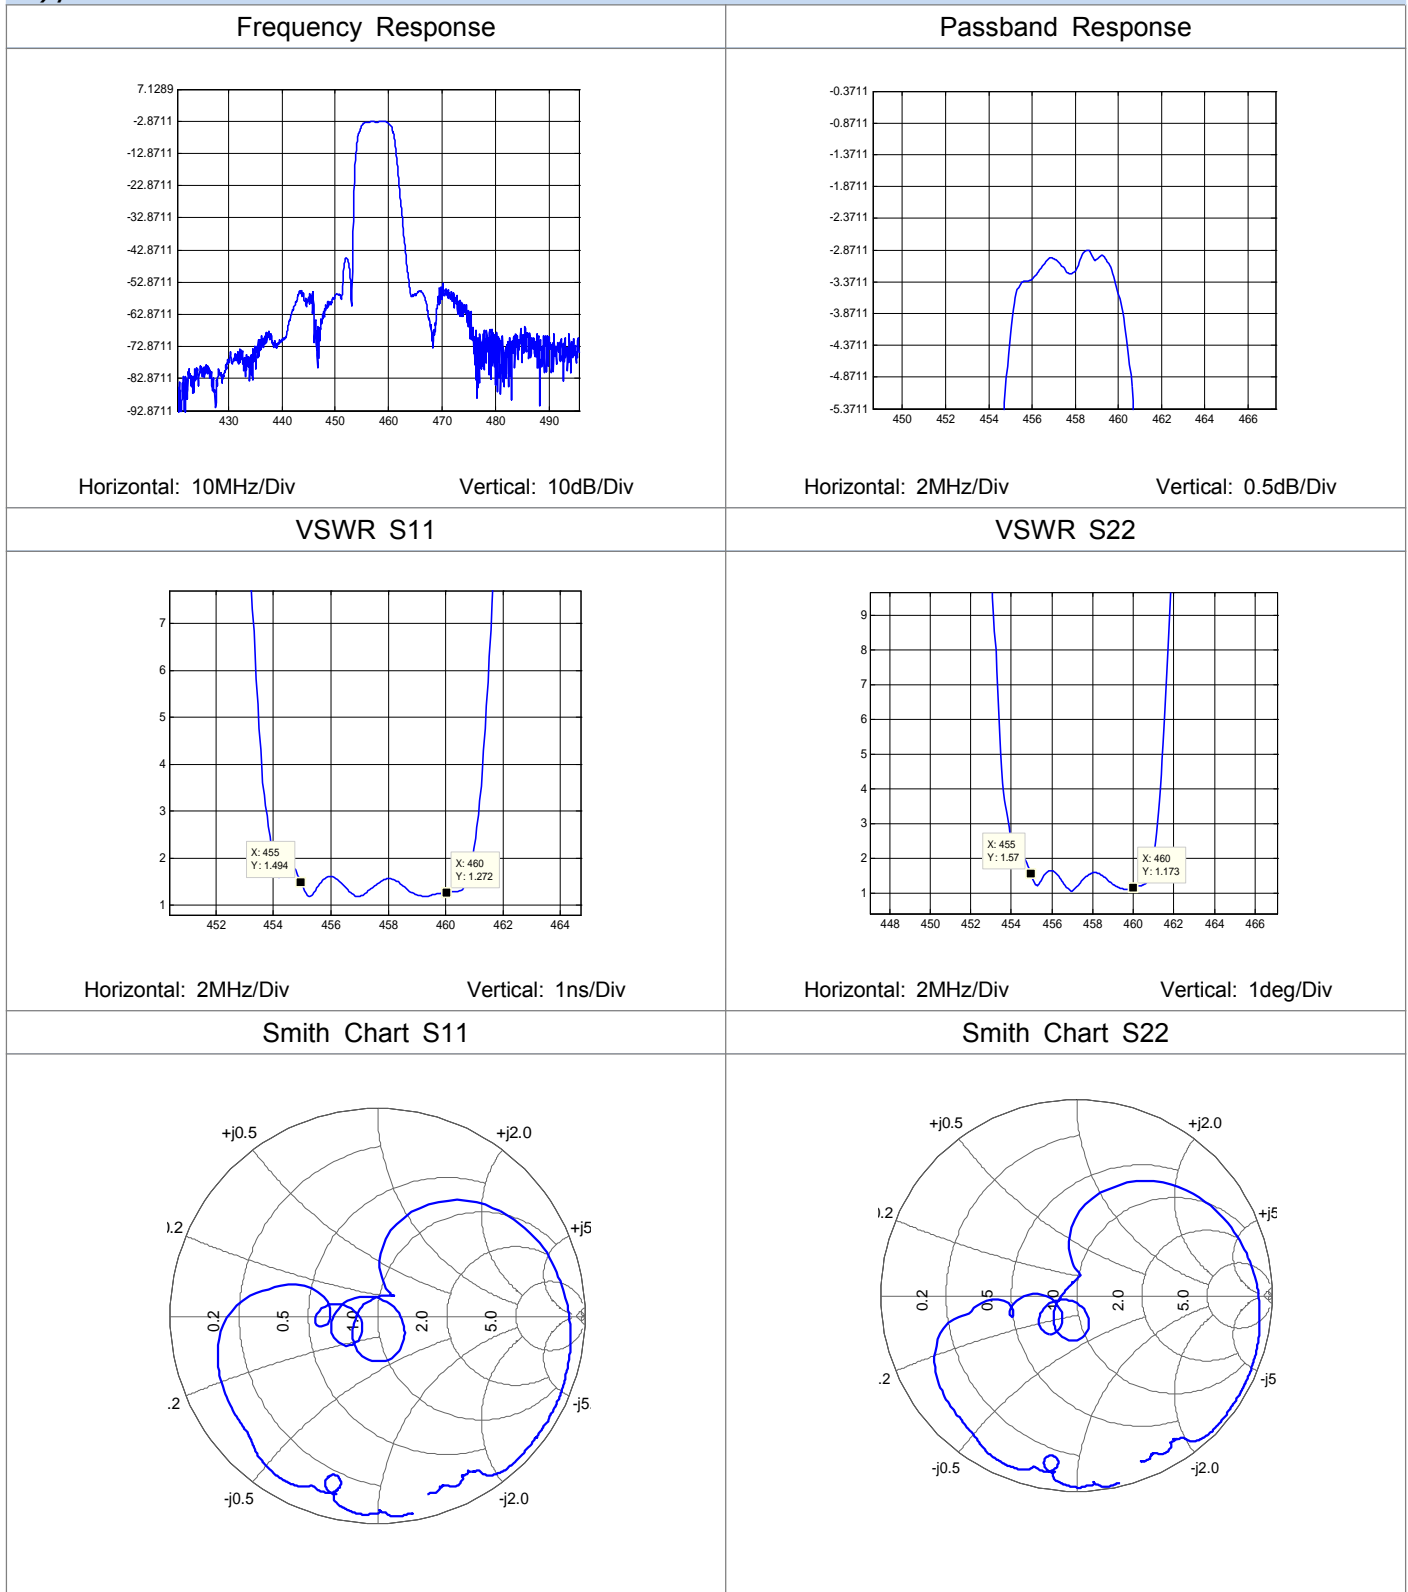 Frequency Response
Passband Response
7.1289
-2.8711
-12.8711
-22.8711
-32.8711
-42.8711
-52.8711
-62.8711
-72.8711
-82.8711
-92.8711
430 440 450 460 470 480 490
-0.3711
-0.8711
-1.3711
-1.8711
-2.3711
-2.8711
-3.3711
-3.8711
-4.3711
-4.8711
-5.3711
450 452 454 456 458 460 462 464 466
Horizontal: 10MHz/Div Vertical: 10dB/Div
Horizontal: 2MHz/Div Vertical: 0.5dB/Div
VSWR S11
VSWR S22
7
6
5
4
3
2
1
X: 455
Y: 1.494
X: 460
Y: 1.272
452 454 456 458 460 462 464
9
8
7
6
5
4
3
2
1
X: 455
Y: 1.57
X: 460
Y: 1.173
448 450 452 454 456 458 460 462 464 466
Horizontal: 2MHz/Div Vertical: 1ns/Div
Horizontal: 2MHz/Div Vertical: 1deg/Div
Smith Chart S11
Smith Chart S22
+j0.5
+j2.0
).2
+j5
0.2
0.5
1.0
2.0
5.0
.2
-j5.
-j0.5
-j2.0
+j0.5
+j2.0
).2
+j5
0.2
0.5
1.0
2.0
5.0
.2
-j5
-j0.5
-j2.0